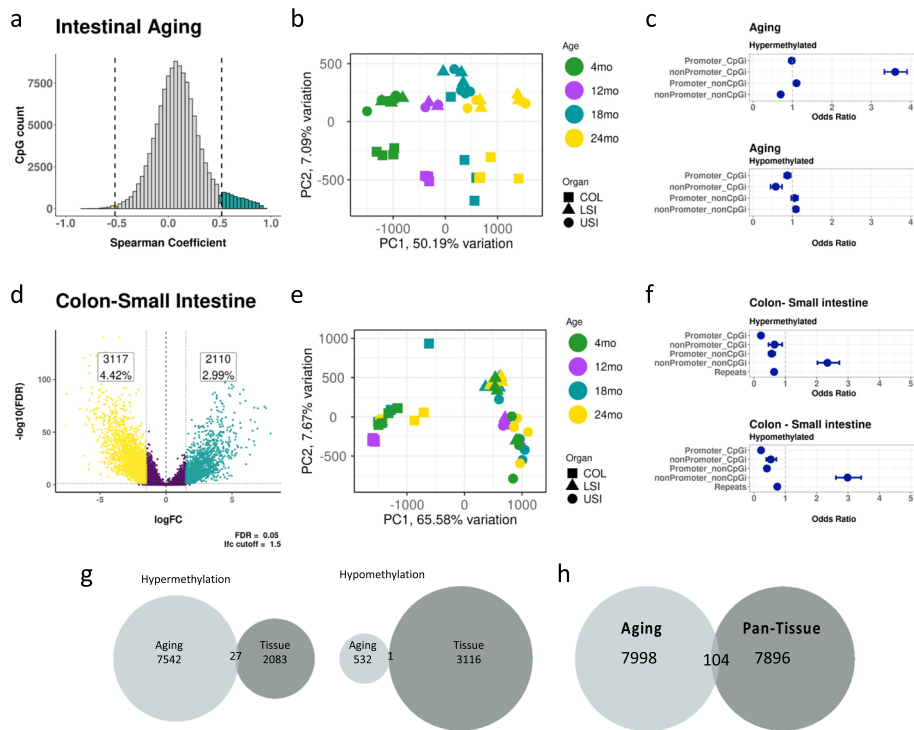 a
Intestinal Aging
CpG count
7500
5000
2500
0
-1.0
-0.5
0.0
0.5
1.0
Spearman Coefficient
b
PC2, 7.09% variation
500
0
-500
-1000
0
1000
PC1, 50.19% variation
Age
4mo
12mo
18mo
24mo
Organ
COL
LSI
USI
c
Aging
Hypermethylated
Promoter_CpGi
nonPromoter_CpGi
Promoter_nonCpGi
nonPromoter_nonCpGi
0
1
2
3
4
Odds Ratio
Aging
Hypomethylated
Promoter_CpGi
nonPromoter_CpGi
Promoter_nonCpGi
nonPromoter_nonCpGi
0
1
2
3
4
Odds Ratio
d
Colon-Small Intestine
-log10(FDR)
100
50
0
3117
4.42%
2110
2.99%
-5
0
5
logFC
FDR = 0.05
lfc cutoff = 1.5
e
PC2, 7.67% variation
1000
500
0
-500
-1000
0
1000
PC1, 65.58% variation
Age
4mo
12mo
18mo
24mo
Organ
COL
LSI
USI
f
Colon- Small intestine
Hypermethylated
Promoter_CpGi
nonPromoter_CpGi
Promoter_nonCpGi
nonPromoter_nonCpGi
Repeats
0
1
2
3
4
5
Odds Ratio
Colon - Small intestine
Hypomethylated
Promoter_CpGi
nonPromoter_CpGi
Promoter_nonCpGi
nonPromoter_nonCpGi
Repeats
0
1
2
3
4
5
Odds Ratio
g
Hypermethylation
Aging
7542
27
Tissue
2083
Hypomethylation
Aging
532
1
Tissue
3116
h
Aging
7998
104
Pan-Tissue
7896